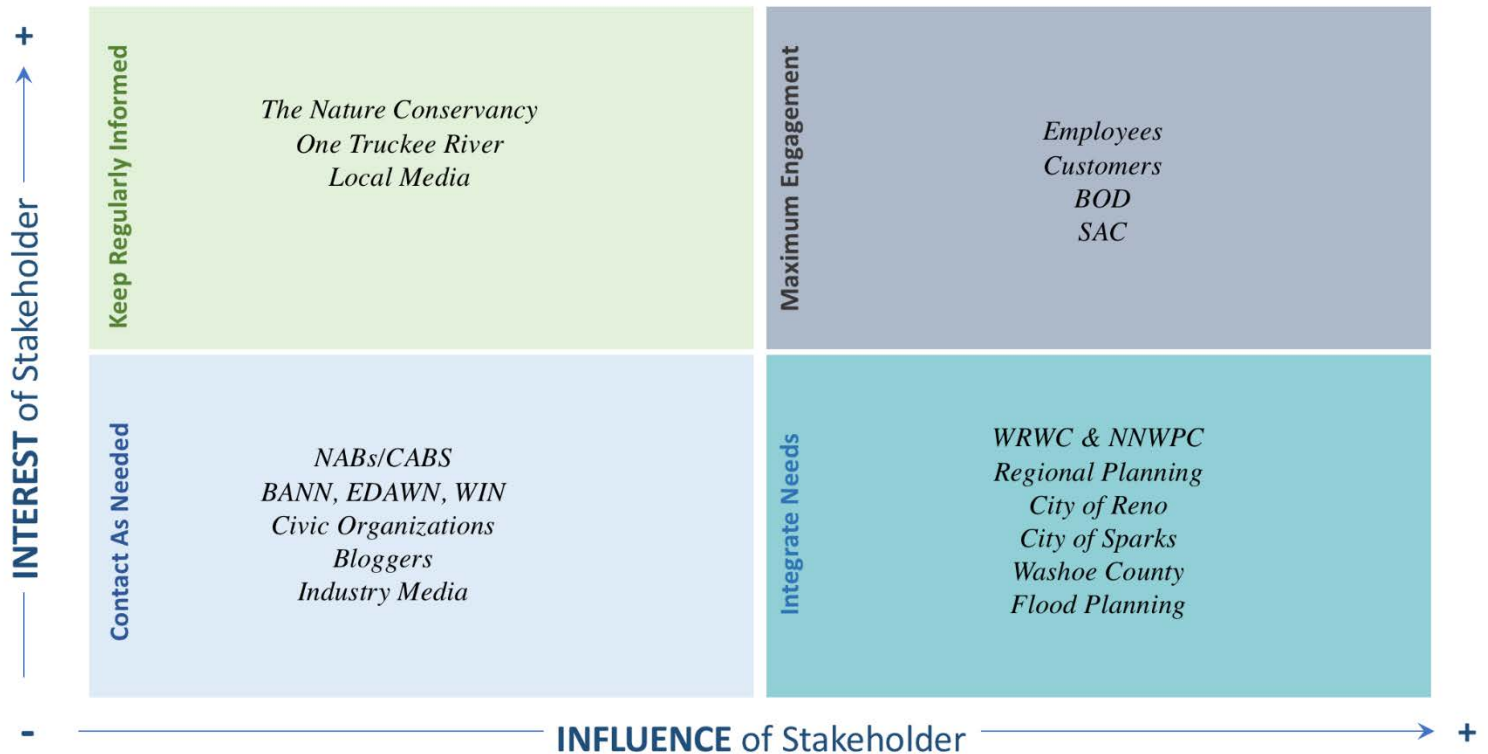 +
INTEREST of Stakeholder
Keep Regularly Informed
The Nature Conservancy
One Truckee River
Local Media
Maximum Engagement
Employees
Customers
BOD
SAC
Contact As Needed
NABs/CABS
BANN, EDAWN, WIN
Civic Organizations
Bloggers
Industry Media
Integrate Needs
WRWC & NNWPC
Regional Planning
City of Reno
City of Sparks
Washoe County
Flood Planning
-
INFLUENCE of Stakeholder
+